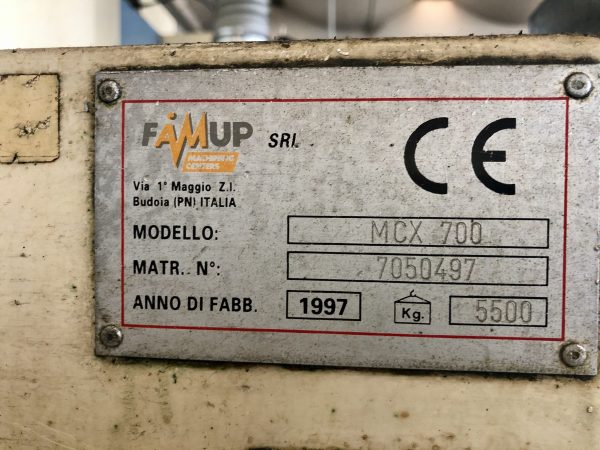 FAMUP SRL
MACHINING
CENTERS
CE
Via 1° Maggio Z.I.
Budoia (PN) ITALIA
MODELLO: MCX 700
MATR. N°: 7050497
ANNO DI FABB. 1997 Kg. 5500